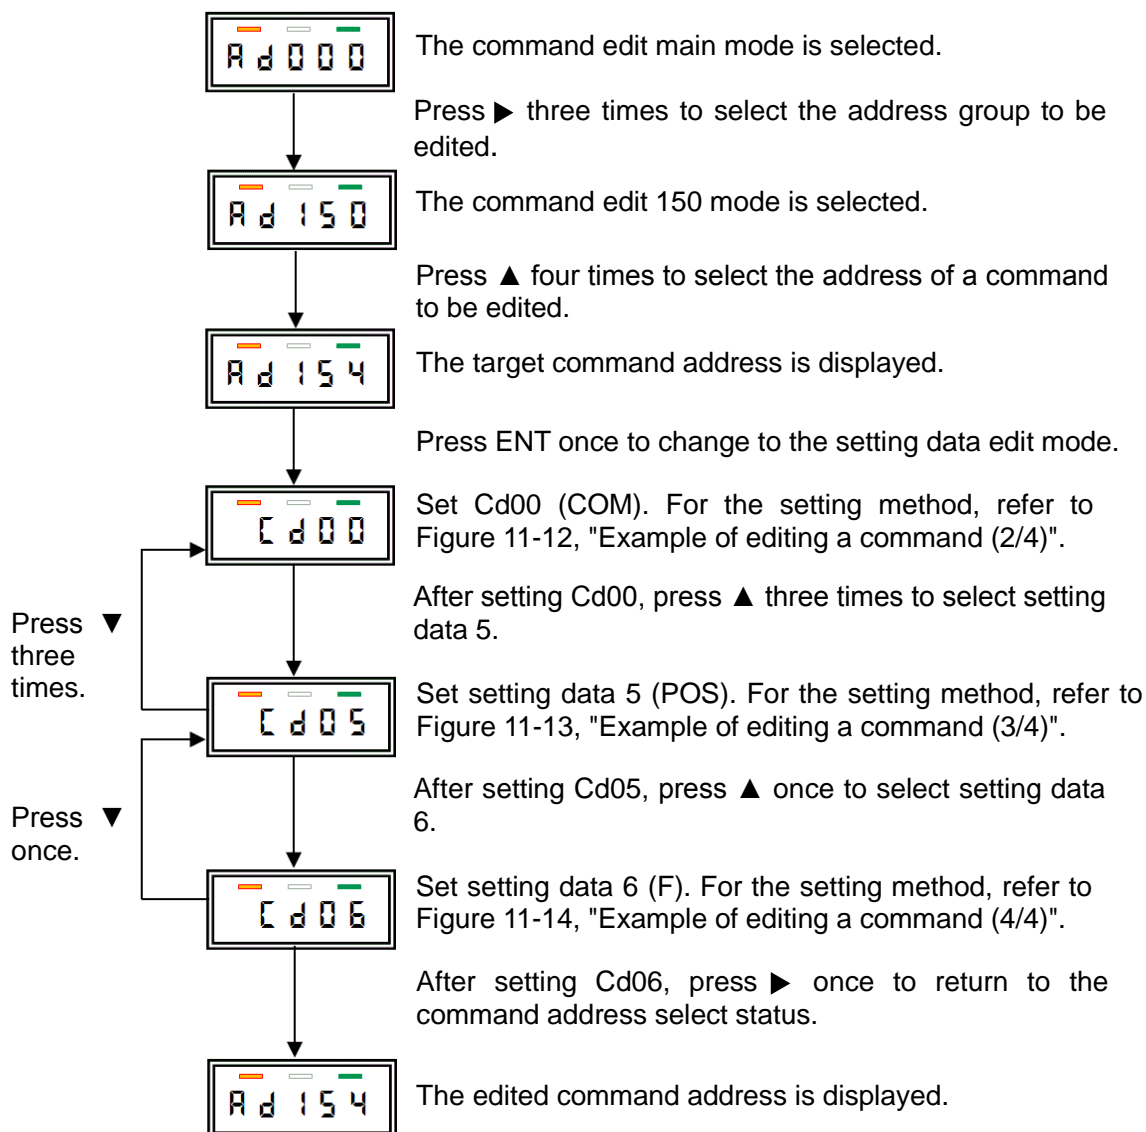 Ad000
The command edit main mode is selected.
Press ▶ three times to select the address group to be
edited.
Ad150
The command edit 150 mode is selected.
Press ▲ four times to select the address of a command
to be edited.
Ad154
The target command address is displayed.
Press ENT once to change to the setting data edit mode.
Cd00
Set Cd00 (COM). For the setting method, refer to
Figure 11-12, "Example of editing a command (2/4)".
After setting Cd00, press ▲ three times to select setting
data 5.
Press ▼
three
times.
Cd05
Set setting data 5 (POS). For the setting method, refer to
Figure 11-13, "Example of editing a command (3/4)".
After setting Cd05, press ▲ once to select setting data
6.
Press ▼
once.
Cd06
Set setting data 6 (F). For the setting method, refer to
Figure 11-14, "Example of editing a command (4/4)".
After setting Cd06, press ▶ once to return to the
command address select status.
Ad154
The edited command address is displayed.